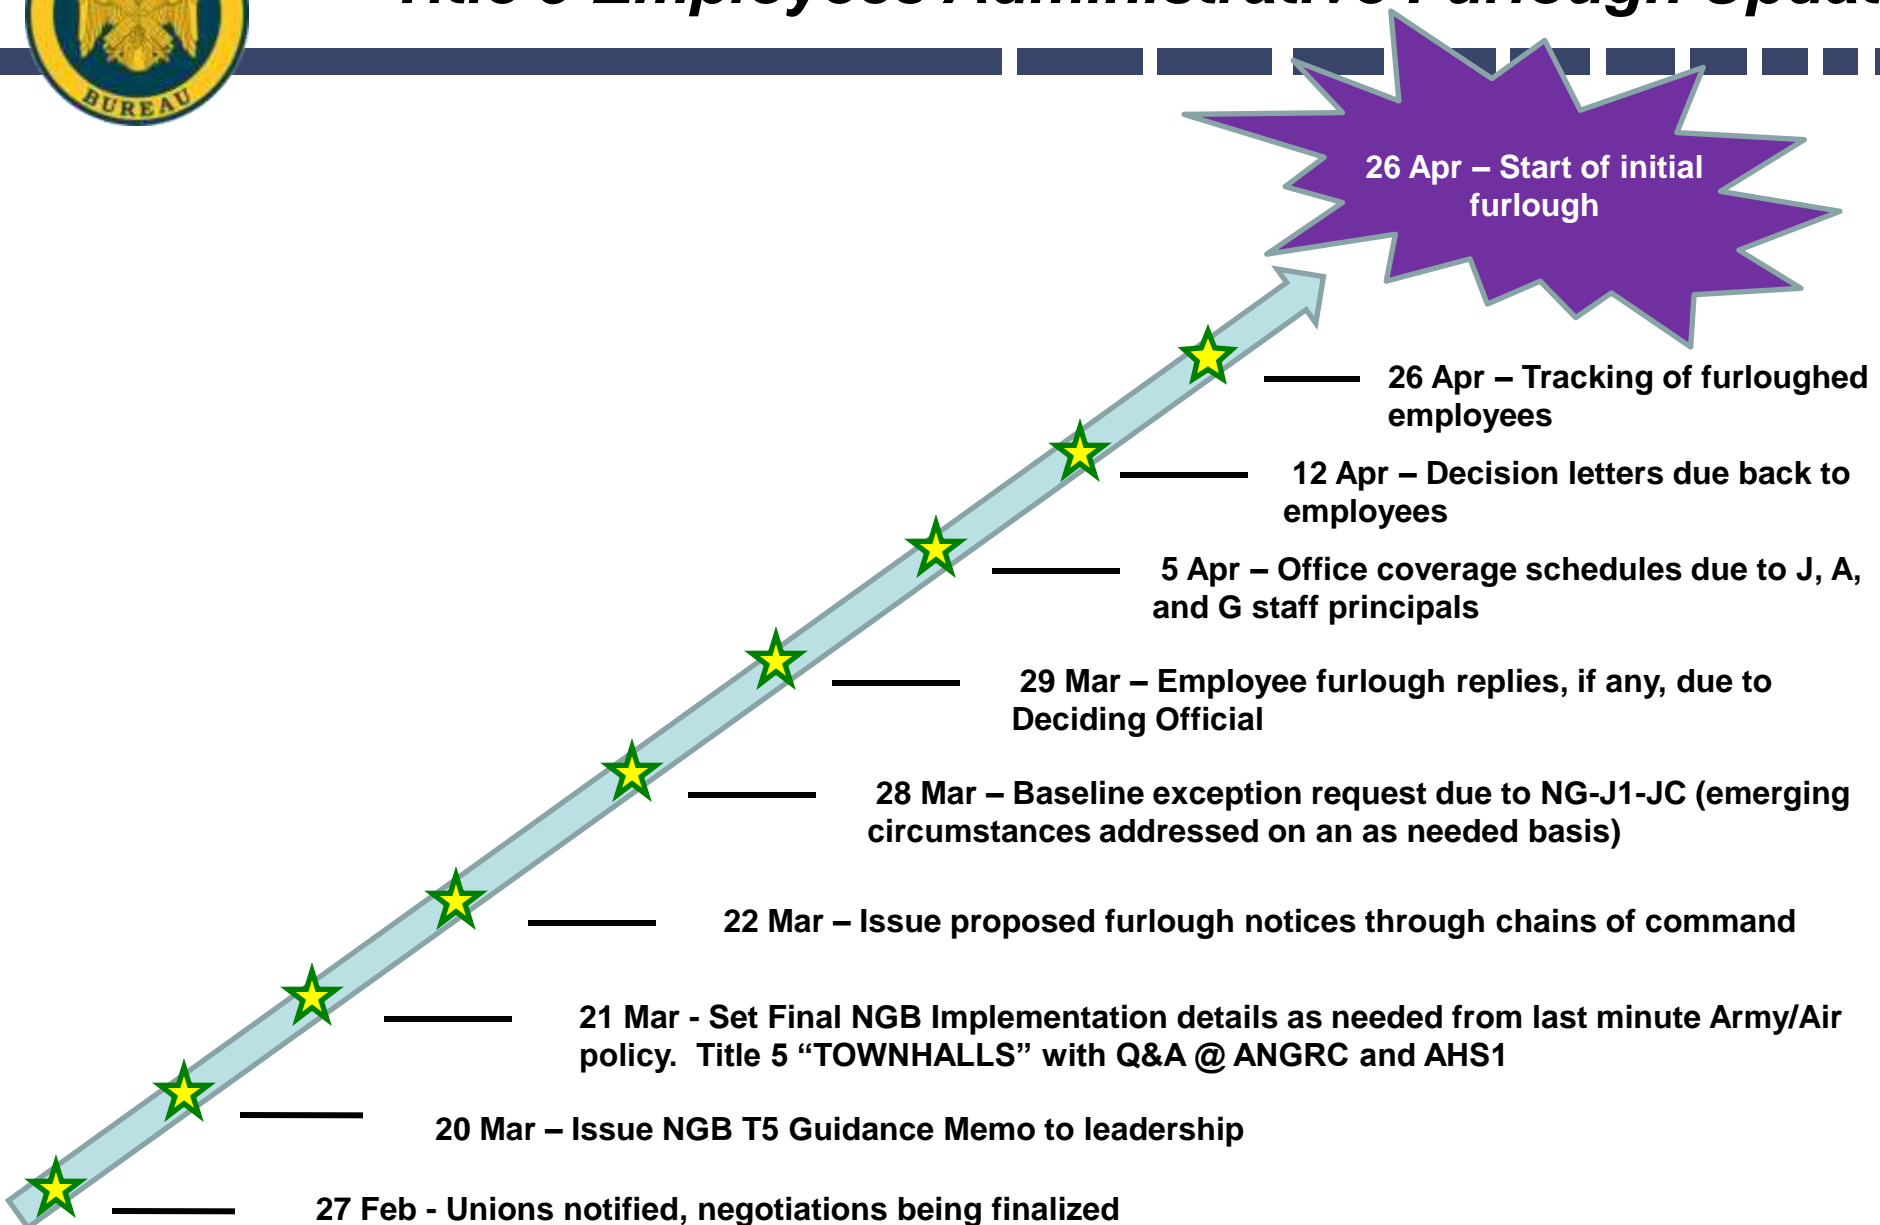 Title 5 Employees Administrative Furlough
BUREAU
26 Apr – Start of initial
furlough
26 Apr – Tracking of furloughed
employees
12 Apr – Decision letters due back to
employees
5 Apr – Office coverage schedules due to J, A,
and G staff principals
29 Mar – Employee furlough replies, if any, due to
Deciding Official
28 Mar – Baseline exception request due to NG-J1-JC (emerging
circumstances addressed on an as needed basis)
22 Mar – Issue proposed furlough notices through chains of command
21 Mar - Set Final NGB Implementation details as needed from last minute Army/Air
policy.  Title 5 “TOWNHALLS” with Q&A @ ANGRC and AHS1
20 Mar – Issue NGB T5 Guidance Memo to leadership
27 Feb - Unions notified, negotiations being finalized